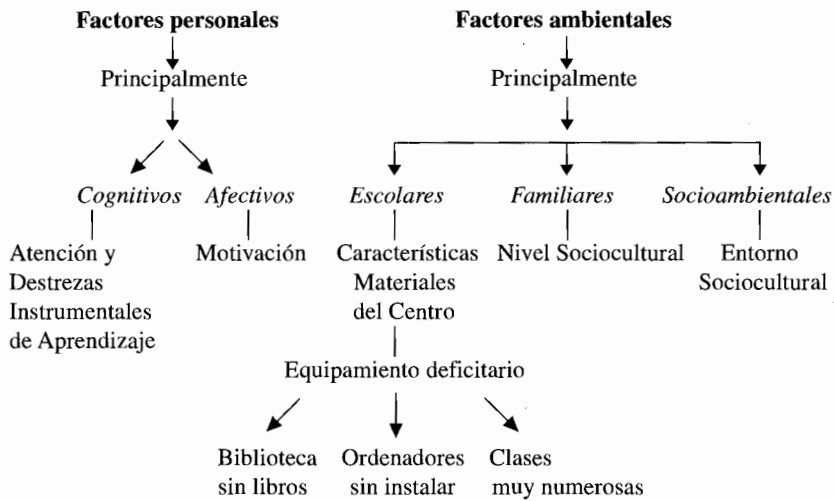 Factores personales
Factores ambientales
Principalmente
Principalmente
Cognitivos
Afectivos
Escolares
Familiares
Socioambientales
Atención y
Destrezas
Instrumentales
de Aprendizaje
Motivación
Características
Materiales
del Centro
Nivel Sociocultural
Entorno
Sociocultural
Equipamiento deficitario
Biblioteca
sin libros
Ordenadores
sin instalar
Clases
muy numerosas